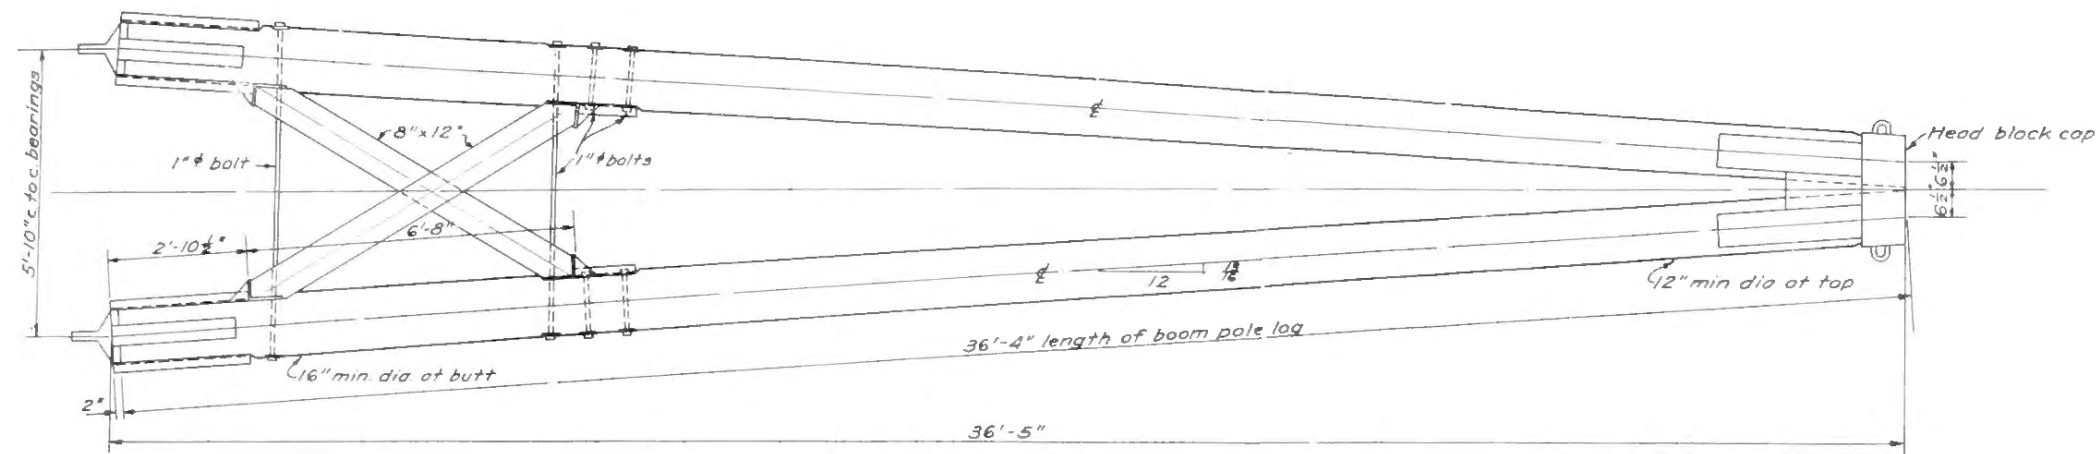 5'-10" c. to c. bearings
1" ⌀ bolt
8" x 12"
1" ⌀ bolts
℄
Head block cap
6½"
6½"
2'-10½"
6'-8"
℄
12
12" min dia at top
36'-4" length of boom pole log
16" min. dia. at butt
2"
36'-5"